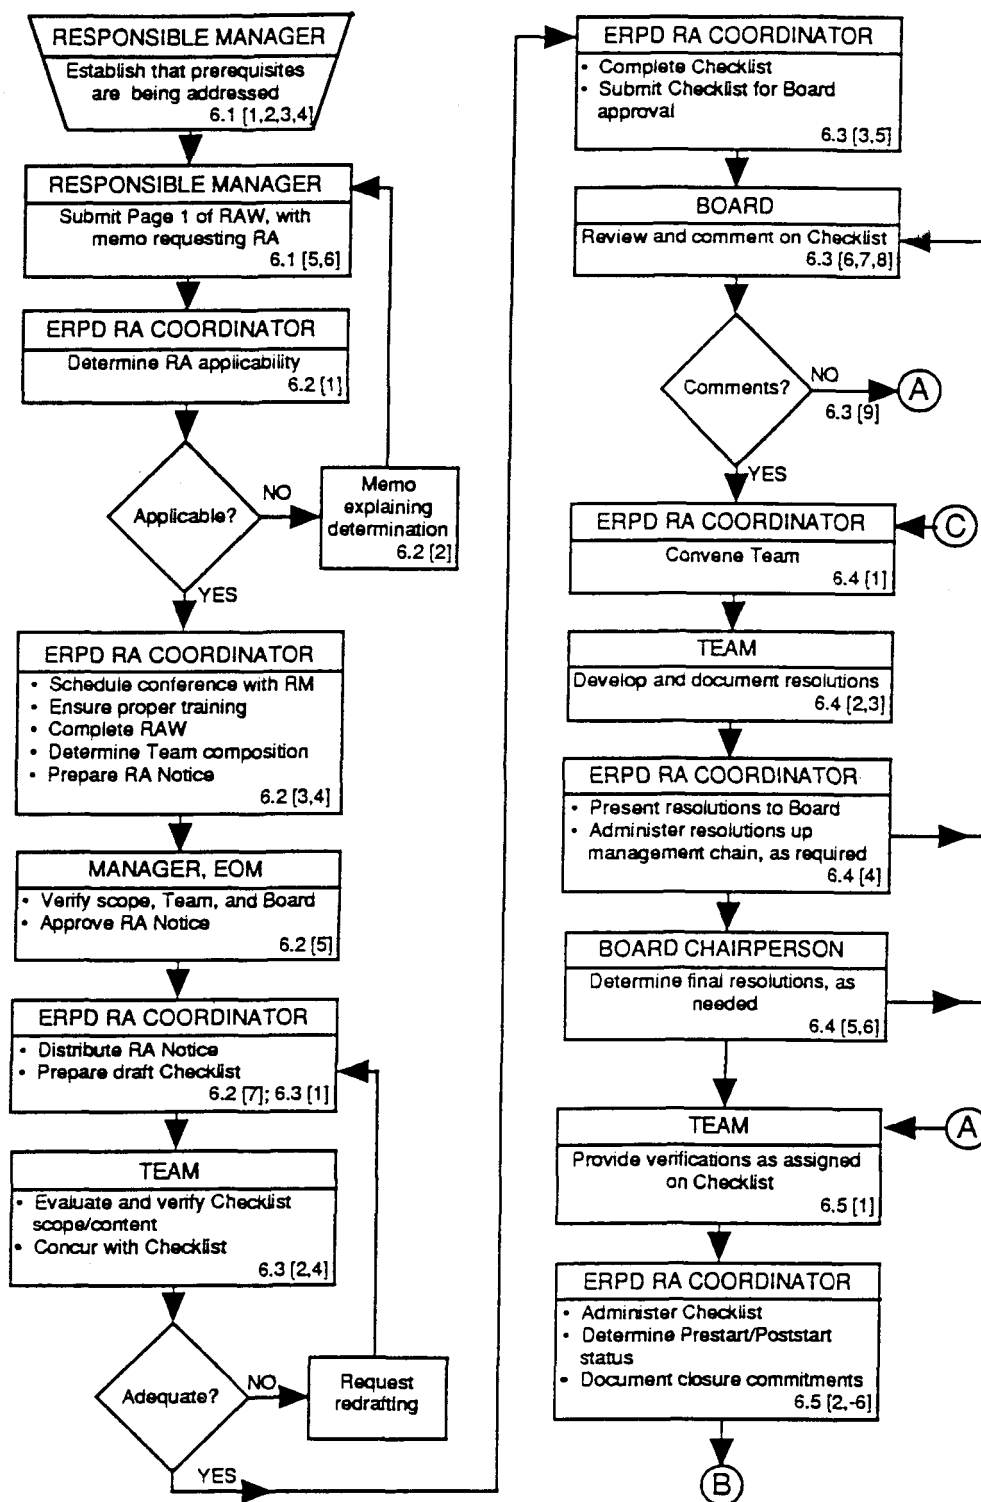 RESPONSIBLE MANAGER
Establish that prerequisites
are being addressed
6.1 [1,2,3,4]
RESPONSIBLE MANAGER
Submit Page 1 of RAW, with
memo requesting RA
6.1 [5,6]
ERPD RA COORDINATOR
Determine RA applicability
6.2 [1]
Applicable?
NO
Memo
explaining
determination
6.2 [2]
YES
ERPD RA COORDINATOR
• Schedule conference with RM
• Ensure proper training
• Complete RAW
• Determine Team composition
• Prepare RA Notice
6.2 [3,4]
MANAGER, EOM
• Verify scope, Team, and Board
• Approve RA Notice
6.2 [5]
ERPD RA COORDINATOR
• Distribute RA Notice
• Prepare draft Checklist
6.2 [7]; 6.3 [1]
TEAM
• Evaluate and verify Checklist
scope/content
• Concur with Checklist
6.3 [2,4]
Adequate?
NO
Request
redrafting
YES
ERPD RA COORDINATOR
• Complete Checklist
• Submit Checklist for Board
approval
6.3 [3,5]
BOARD
Review and comment on Checklist
6.3 [6,7,8]
Comments?
NO
6.3 [9]
A
YES
ERPD RA COORDINATOR
Convene Team
6.4 [1]
C
TEAM
Develop and document resolutions
6.4 [2,3]
ERPD RA COORDINATOR
• Present resolutions to Board
• Administer resolutions up
management chain, as required
6.4 [4]
BOARD CHAIRPERSON
Determine final resolutions, as
needed
6.4 [5,6]
TEAM
Provide verifications as assigned
on Checklist
6.5 [1]
A
ERPD RA COORDINATOR
• Administer Checklist
• Determine Prestart/Poststart
status
• Document closure commitments
6.5 [2,-6]
B